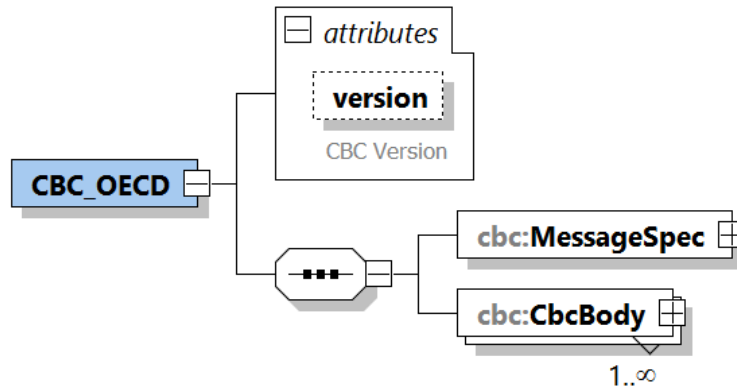 attributes
version
CBC Version
CBC_OECD
cbc:MessageSpec
cbc:CbcBody
1..∞